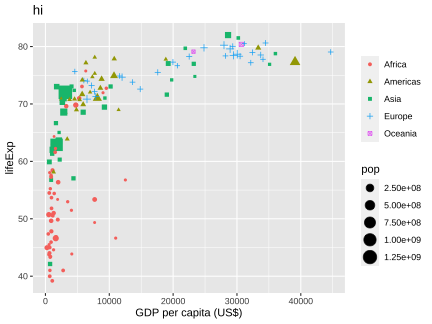 hi
lifeExp
80
70
60
50
40
0
10000
20000
30000
40000
GDP per capita (US$)
Africa
Americas
Asia
Europe
Oceania
pop
2.50e+08
5.00e+08
7.50e+08
1.00e+09
1.25e+09